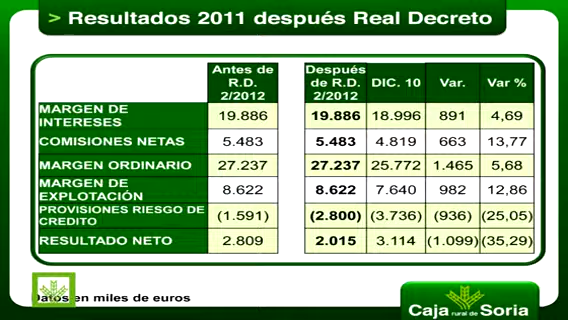 > Resultados 2011 después Real Decreto
Antes de R.D. 2/2012 Después de R.D. 2/2012 DIC. 10 Var. Var %
MARGEN DE INTERESES 19.886 19.886 18.996 891 4,69
COMISIONES NETAS 5.483 5.483 4.819 663 13,77
MARGEN ORDINARIO 27.237 27.237 25.772 1.465 5,68
MARGEN DE EXPLOTACIÓN 8.622 8.622 7.640 982 12,86
PROVISIONES RIESGO DE CREDITO (1.591) (2.800) (3.736) (936) (25,05)
RESULTADO NETO 2.809 2.015 3.114 (1.099) (35,29)
Datos en miles de euros
Caja rural de Soria